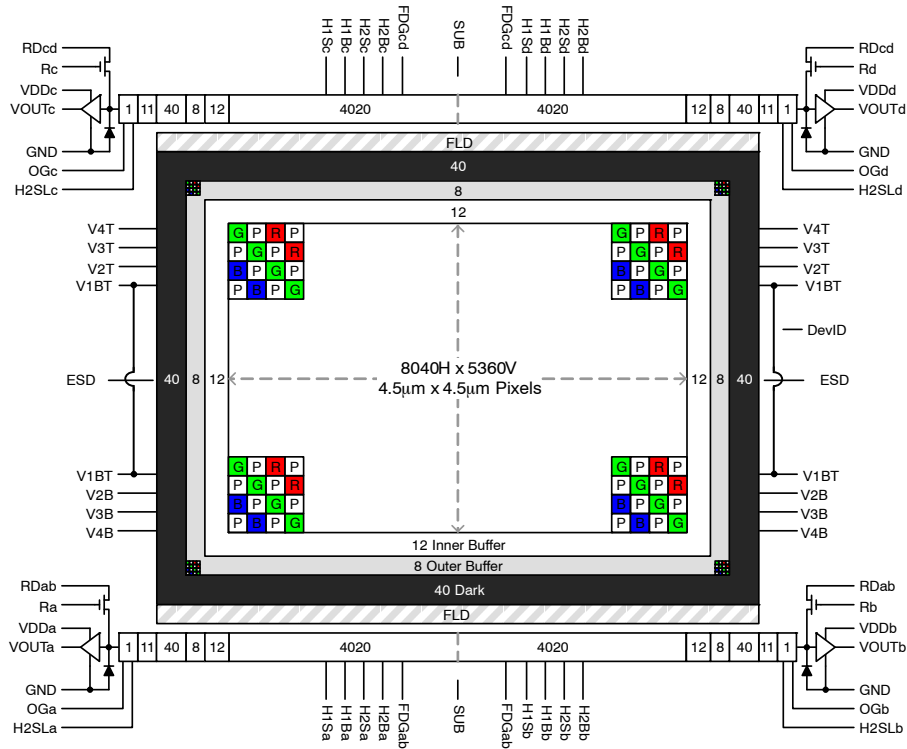 H1Sc H1Bc H2Sc H2Bc FDGcd SUB FDGcd H1Sd H1Bd H2Sd H2Bd
RDcd RDcd
Rc Rd
VDDc VDDd
VOUTc 1 11 40 8 12 4020 4020 12 8 40 11 1 VOUTd
GND FLD GND
OGc 40 OGd
H2SLc 8 H2SLd
12
V4T G P R P G P R P V4T
V3T P G P R P G P R V3T
V2T B P G P B P G P V2T
V1BT P B P G P B P G V1BT
DevID
8040H x 5360V
ESD 40 8 12 12 8 40 ESD
4.5μm x 4.5μm Pixels
G P R P G P R P
V1BT P G P R P G P R V1BT
V2B B P G P B P G P V2B
V3B P B P G P B P G V3B
V4B V4B
12 Inner Buffer
8 Outer Buffer
RDab 40 Dark RDab
Ra FLD Rb
VDDa VDDb
VOUTa 1 11 40 8 12 4020 4020 12 8 40 11 1 VOUTb
GND GND
OGa OGb
H2SLa H2SLb
H1Sa H1Ba H2Sa H2Ba FDGab SUB FDGab H1Sb H1Bb H2Sb H2Bb